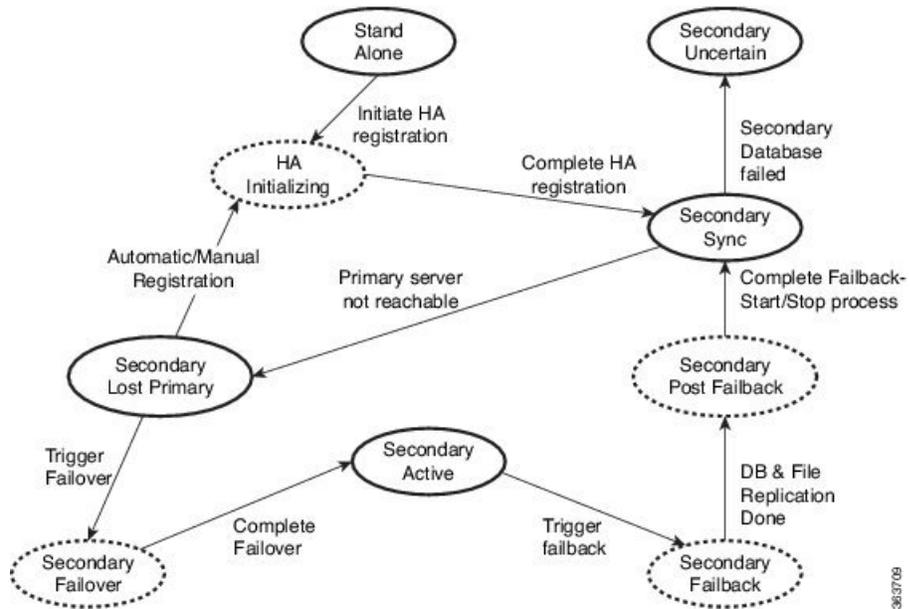 Stand
Alone
Secondary
Uncertain
Initiate HA
registration
Secondary
Database
failed
HA
Initializing
Complete HA
registration
Secondary
Sync
Automatic/Manual
Registration
Primary server
not reachable
Complete Failback-
Start/Stop process
Secondary
Lost Primary
Secondary
Post Failback
Trigger
Failover
Secondary
Active
DB & File
Replication
Done
Complete
Failover
Trigger
failback
Secondary
Failover
Secondary
Failback
363709